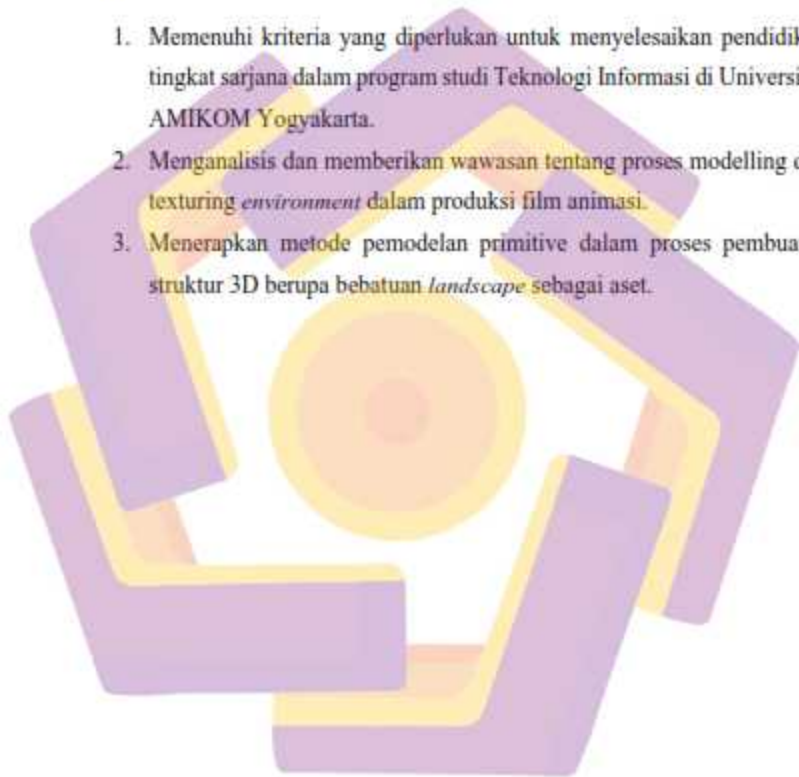 1. Memenuhi kriteria yang diperlukan untuk menyelesaikan pendidik
tingkat sarjana dalam program studi Teknologi Informasi di Universi
AMIKOM Yogyakarta.
2. Menganalisis dan memberikan wawasan tentang proses modelling d
texturing environment dalam produksi film animasi.
3. Menerapkan metode pemodelan primitive dalam proses pembua
struktur 3D berupa bebatuan landscape sebagai aset.